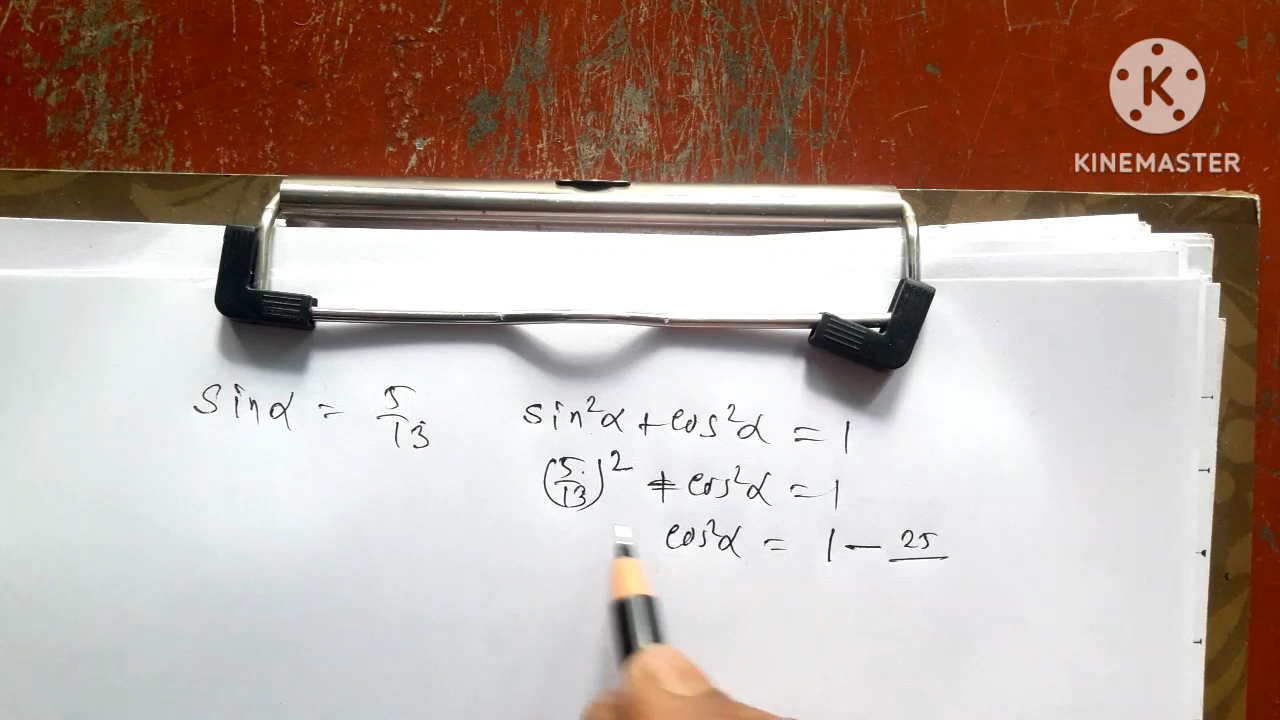 KINEMASTER
sinα = 5/13
sin²α + cos²α = 1
(5/13)² + cos²α = 1
cos²α = 1 - 25/